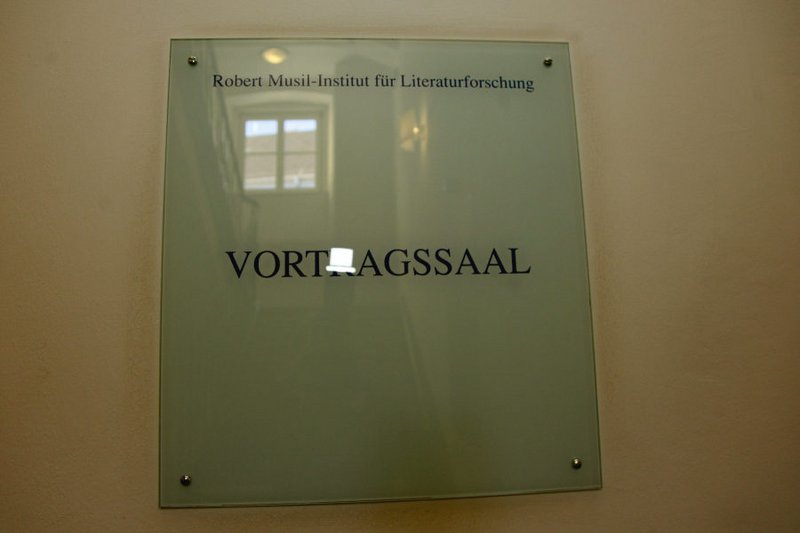 Robert Musil-Institut für Literaturforschung
VORTRAGSSAAL